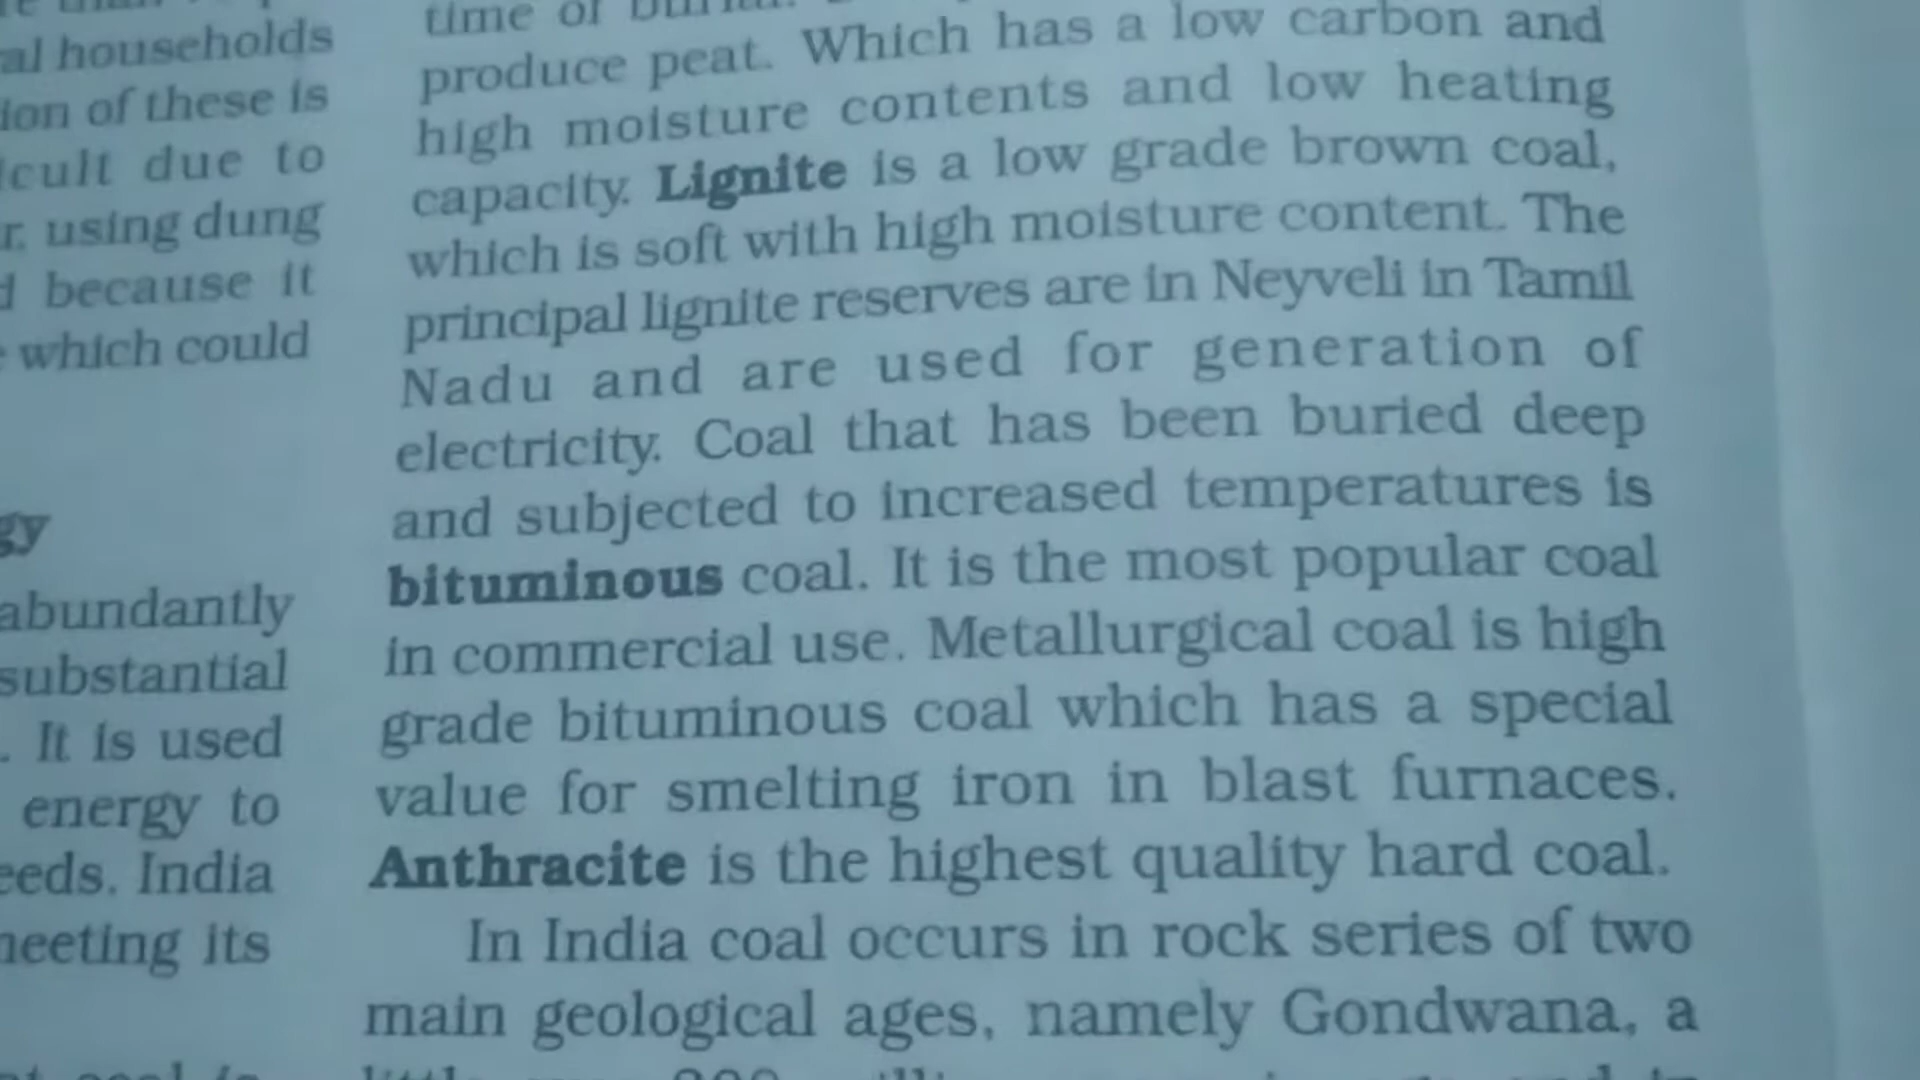 al households
ion of these is
icult due to
r, using dung
d because it
which could
gy
abundantly
substantial
. It is used
energy to
eeds. India
neeting its
time of
produce peat. Which has a low carbon and
high moisture contents and low heating
capacity. Lignite is a low grade brown coal,
which is soft with high moisture content. The
principal lignite reserves are in Neyveli in Tamil
Nadu and are used for generation of
electricity. Coal that has been buried deep
and subjected to increased temperatures is
bituminous coal. It is the most popular coal
in commercial use. Metallurgical coal is high
grade bituminous coal which has a special
value for smelting iron in blast furnaces.
Anthracite is the highest quality hard coal.
In India coal occurs in rock series of two
main geological ages, namely Gondwana, a